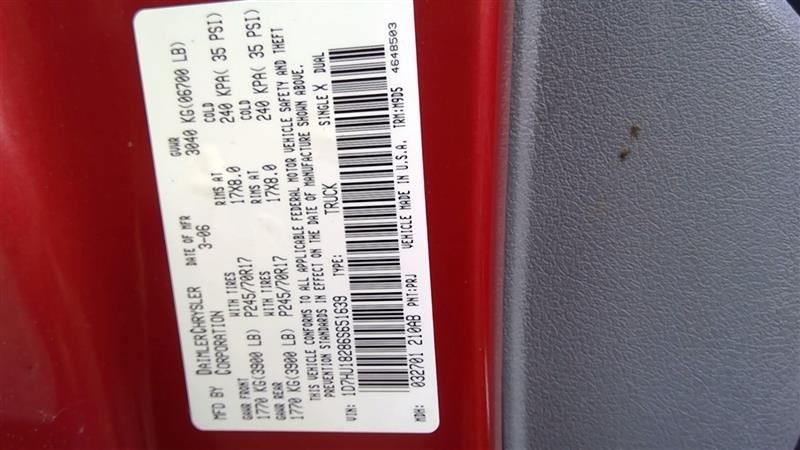 MFD BY DAIMLERCHRYSLER CORPORATION DATE OF MFR 3-06 GVWR 3040 KG(06700 LB)
GAWR FRONT WITH TIRES RIMS AT COLD
1770 KG(3900 LB) P245/70R17 17X8.0 240 KPA( 35 PSI)
GAWR REAR WITH TIRES RIMS AT COLD
1770 KG(3900 LB) P245/70R17 17X8.0 240 KPA( 35 PSI)
THIS VEHICLE CONFORMS TO ALL APPLICABLE FEDERAL MOTOR VEHICLE SAFETY AND THEFT
PREVENTION STANDARDS IN EFFECT ON THE DATE OF MANUFACTURE SHOWN ABOVE.
VIN: 1D7HU18286S651639 TYPE: TRUCK SINGLE X DUAL
MDH: 032701 210AB PNT:PRJ VEHICLE MADE IN U.S.A. TRM:M9D5 4648503